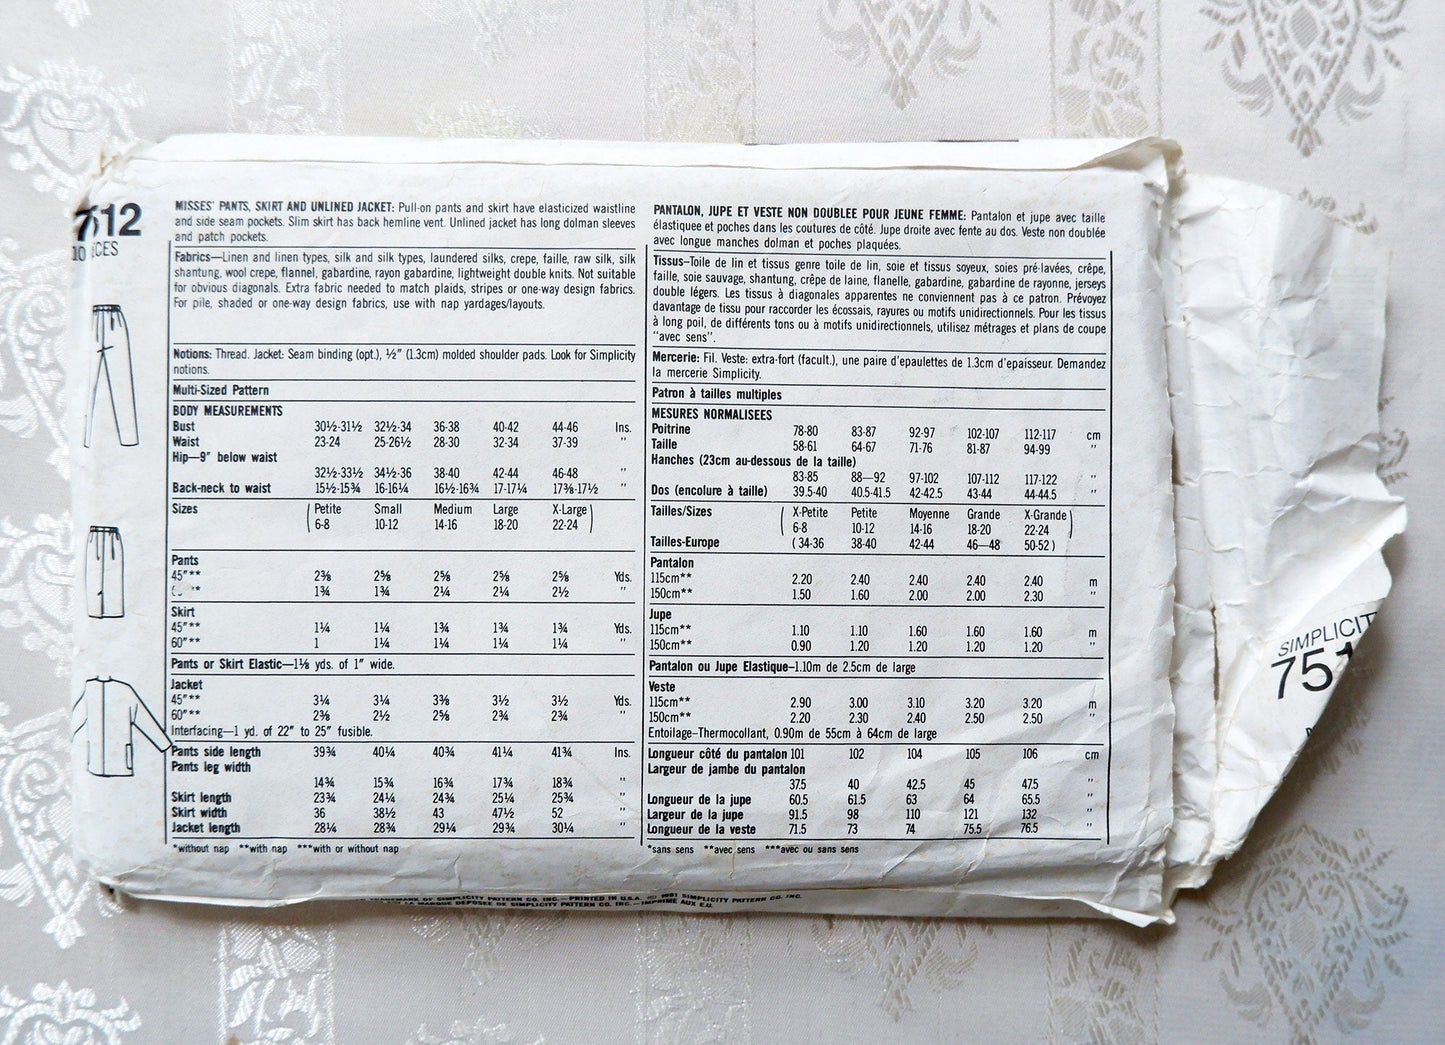 7512
10
MISSES' PANTS, SKIRT AND UNLINED JACKET: Pull-on pants and skirt have elasticized waistline
and side seam pockets. Slim skirt has back hemline vent. Unlined jacket has long dolman sleeves
and patch pockets.
Fabrics—Linen and linen types, silk and silk types, laundered silks, crepe, faille, raw silk, silk
shantung, wool crepe, flannel, gabardine, rayon gabardine, lightweight double knits. Not suitable
for obvious diagonals. Extra fabric needed to match plaids, stripes or one-way design fabrics.
For pile, shaded or one-way design fabrics, use with nap yardages/layouts.
Notions: Thread. Jacket: Seam binding (opt.), ½" (1.3cm) molded shoulder pads. Look for Simplicity
notions.
Multi-Sized Pattern
BODY MEASUREMENTS
Bust 30½-31½ 32½-34 36-38 40-42 44-46 Ins.
Waist 23-24 25-26½ 28-30 32-34 37-39 "
Hip—9" below waist
32½-33½ 34½-36 38-40 42-44 46-48 "
Back-neck to waist 15½-15¾ 16-16¼ 16½-16¾ 17-17¼ 17⅜-17½ "
Sizes ( Petite Small Medium Large X-Large )
6-8 10-12 14-16 18-20 22-24
Pants
45"** 2⅝ 2⅝ 2⅝ 2⅝ 2⅝ Yds.
** 1¾ 1¾ 2¼ 2¼ 2½ "
Skirt
45"** 1¼ 1¼ 1¾ 1¾ 1¾ Yds.
60"** 1 1¼ 1¼ 1¼ 1¼ "
Pants or Skirt Elastic—1⅛ yds. of 1" wide.
Jacket
45"** 3¼ 3¼ 3⅜ 3½ 3½ Yds.
60"** 2⅜ 2½ 2⅝ 2¾ 2¾ "
Interfacing—1 yd. of 22" to 25" fusible.
Pants side length 39¾ 40¼ 40¾ 41¼ 41¾ Ins.
Pants leg width
14¾ 15¾ 16¾ 17¾ 18¾ "
Skirt length 23¾ 24¼ 24¾ 25¼ 25¾ "
Skirt width 36 38½ 43 47½ 52 "
Jacket length 28¼ 28¾ 29¼ 29¾ 30¼ "
*without nap **with nap ***with or without nap
PANTALON, JUPE ET VESTE NON DOUBLEE POUR JEUNE FEMME: Pantalon et jupe avec taille
élastiquee et poches dans les coutures de côté. Jupe droite avec fente au dos. Veste non doublée
avec longue manches dolman et poches plaquées.
Tissus—Toile de lin et tissus genre toile de lin, soie et tissus soyeux, soies pré-lavées, crêpe,
faille, soie sauvage, shantung, crêpe de laine, flanelle, gabardine, gabardine de rayonne, jerseys
double légers. Les tissus à diagonales apparentes ne conviennent pas à ce patron. Prévoyez
davantage de tissu pour raccorder les écossais, rayures ou motifs unidirectionnels. Pour les tissus
à long poil, de différents tons ou à motifs unidirectionnels, utilisez métrages et plans de coupe
"avec sens".
Mercerie: Fil. Veste: extra-fort (facult.), une paire d'epaulettes de 1.3cm d'epaisseur. Demandez
la mercerie Simplicity.
Patron à tailles multiples
MESURES NORMALISEES
Poitrine 78-80 83-87 92-97 102-107 112-117 cm
Taille 58-61 64-67 71-76 81-87 94-99 "
Hanches (23cm au-dessous de la taille)
83-85 88—92 97-102 107-112 117-122 "
Dos (encolure à taille) 39.5-40 40.5-41.5 42-42.5 43-44 44-44.5 "
Tailles/Sizes ( X-Petite Petite Moyenne Grande X-Grande )
6-8 10-12 14-16 18-20 22-24
Tailles-Europe ( 34-36 38-40 42-44 46—48 50-52 )
Pantalon
115cm** 2.20 2.40 2.40 2.40 2.40 m
150cm** 1.50 1.60 2.00 2.00 2.30 "
Jupe
115cm** 1.10 1.10 1.60 1.60 1.60 m
150cm** 0.90 1.20 1.20 1.20 1.20 "
Pantalon ou Jupe Elastique—1.10m de 2.5cm de large
Veste
115cm** 2.90 3.00 3.10 3.20 3.20 m
150cm** 2.20 2.30 2.40 2.50 2.50 "
Entoilage—Thermocollant, 0.90m de 55cm à 64cm de large
Longueur côté du pantalon 101 102 104 105 106 cm
Largeur de jambe du pantalon
37.5 40 42.5 45 47.5 "
Longueur de la jupe 60.5 61.5 63 64 65.5 "
Largeur de la jupe 91.5 98 110 121 132 "
Longueur de la veste 71.5 73 74 75.5 76.5 "
*sans sens **avec sens ***avec ou sans sens
OF SIMPLICITY PATTERN CO. INC.—PRINTED IN U.S.A. © 1991 SIMPLICITY PATTERN CO. INC.
LA MARQUE DEPOSEE DE SIMPLICITY PATTERN CO. INC.—IMPRIME AUX E.U.
SIMPLICIT
751